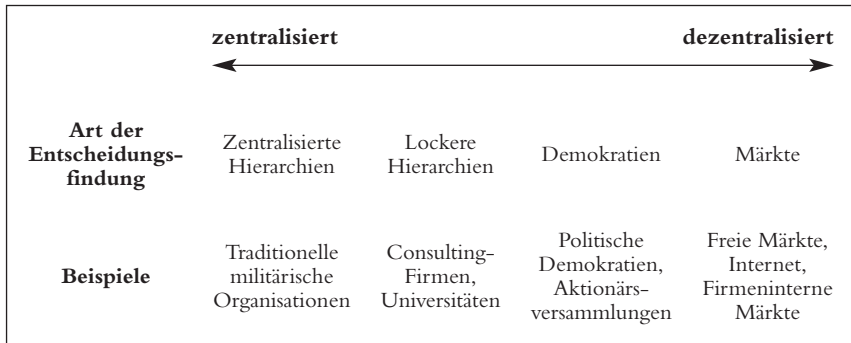 zentralisiert dezentralisiert
Art der
Entscheidungs-
findung
Zentralisierte
Hierarchien
Lockere
Hierarchien
Demokratien
Märkte
Beispiele
Traditionelle
militärische
Organisationen
Consulting-
Firmen,
Universitäten
Politische
Demokratien,
Aktionärs-
versammlungen
Freie Märkte,
Internet,
Firmeninterne
Märkte